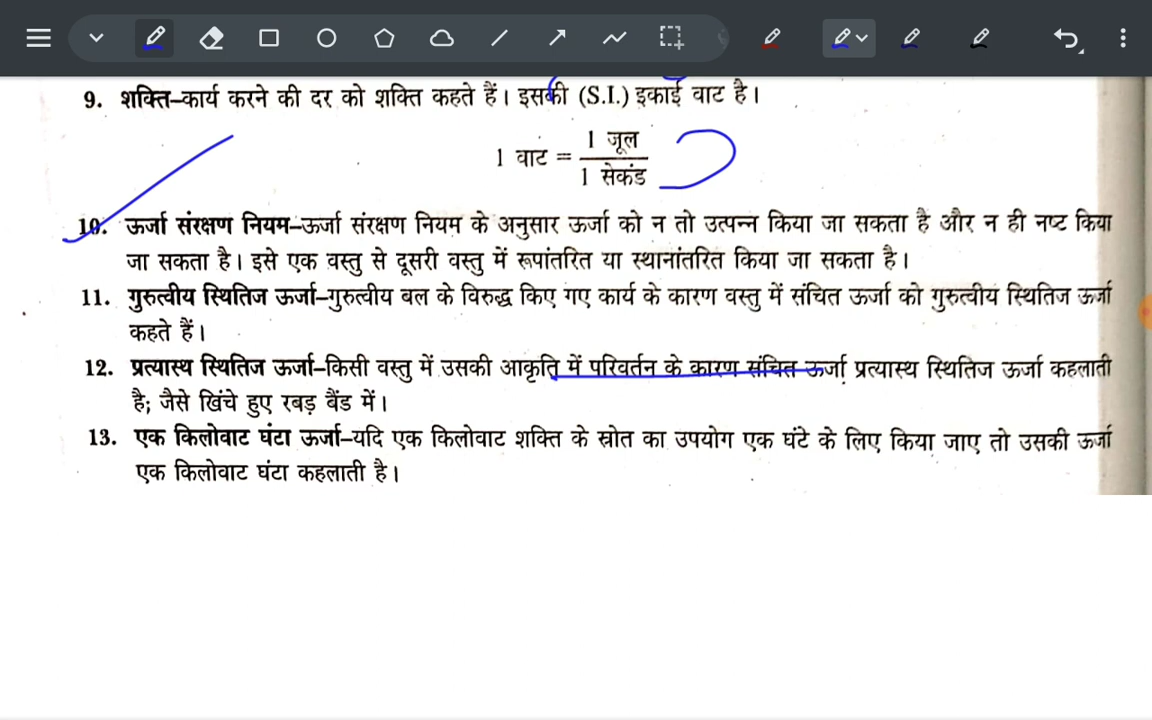 9. शक्ति–कार्य करने की दर को शक्ति कहते हैं। इसकी (S.I.) इकाई वाट है।
1 वाट = 1 जूल / 1 सेकंड
10. ऊर्जा संरक्षण नियम–ऊर्जा संरक्षण नियम के अनुसार ऊर्जा को न तो उत्पन्न किया जा सकता है और न ही नष्ट किया
जा सकता है। इसे एक वस्तु से दूसरी वस्तु में रूपांतरित या स्थानांतरित किया जा सकता है।
11. गुरुत्वीय स्थितिज ऊर्जा–गुरुत्वीय बल के विरुद्ध किए गए कार्य के कारण वस्तु में संचित ऊर्जा को गुरुत्वीय स्थितिज ऊर्जा
कहते हैं।
12. प्रत्यास्थ स्थितिज ऊर्जा–किसी वस्तु में उसकी आकृति में परिवर्तन के कारण संचित ऊर्जा प्रत्यास्थ स्थितिज ऊर्जा कहलाती
है; जैसे खिंचे हुए रबड़ बैंड में।
13. एक किलोवाट घंटा ऊर्जा–यदि एक किलोवाट शक्ति के स्रोत का उपयोग एक घंटे के लिए किया जाए तो उसकी ऊर्जा
एक किलोवाट घंटा कहलाती है।